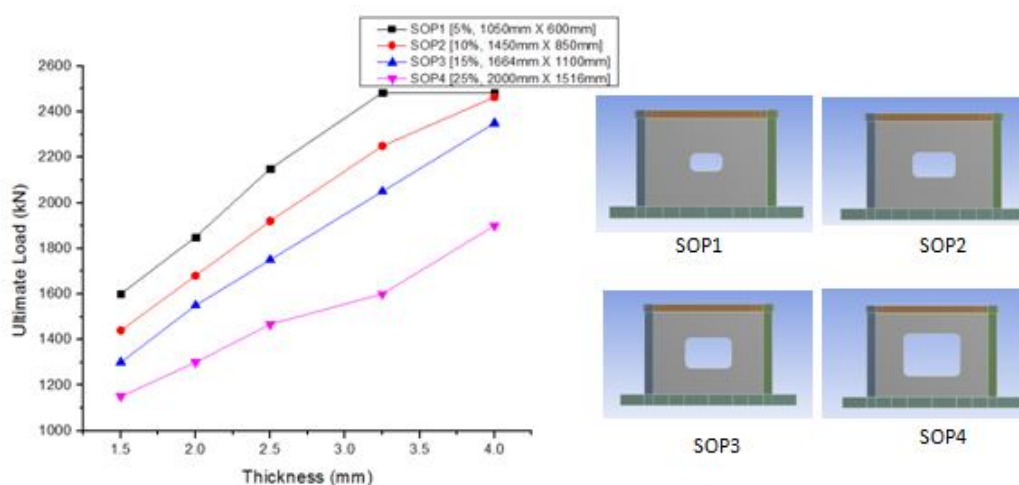 SOP1 [5%, 1050mm X 600mm]
SOP2 [10%, 1450mm X 850mm]
SOP3 [15%, 1664mm X 1100mm]
SOP4 [25%, 2000mm X 1516mm]
2600
2400
2200
2000
1800
1600
1400
1200
1000
Ultimate Load (kN)
1.5 2.0 2.5 3.0 3.5 4.0
Thickness (mm)
SOP1 SOP2
SOP3 SOP4